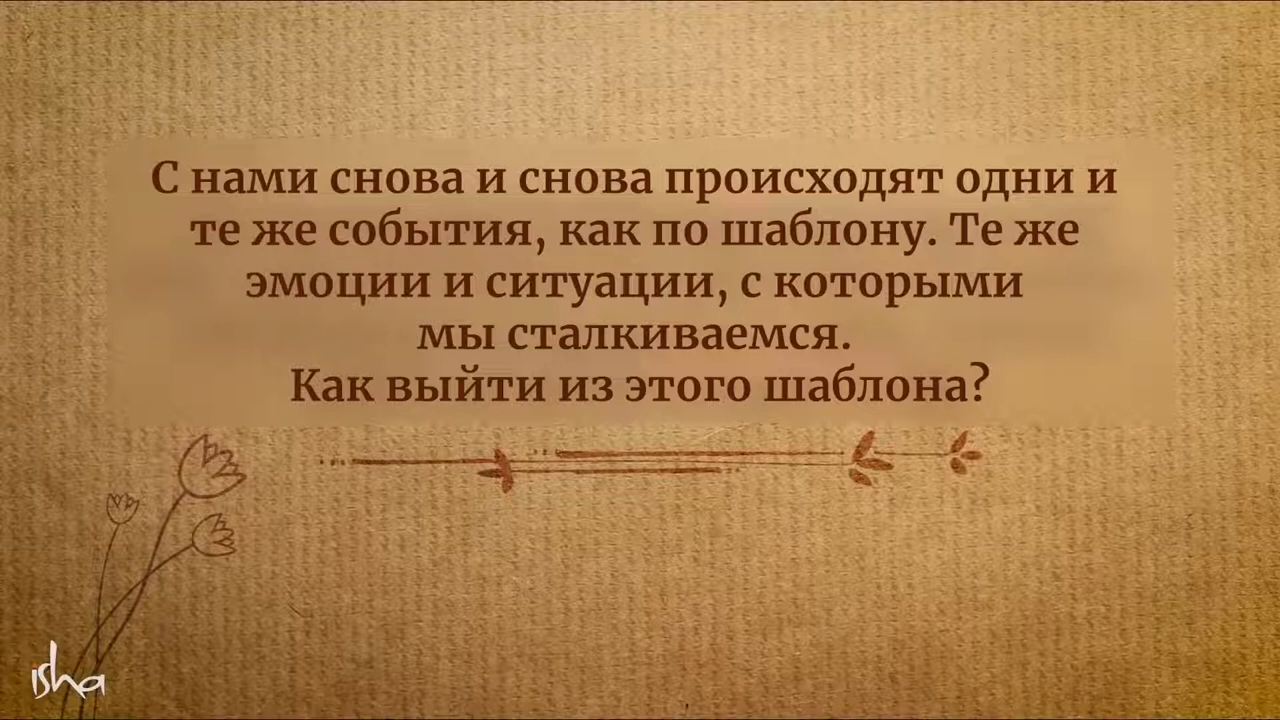 С нами снова и снова происходят одни и
те же события, как по шаблону. Те же
эмоции и ситуации, с которыми
мы сталкиваемся.
Как выйти из этого шаблона?
isha